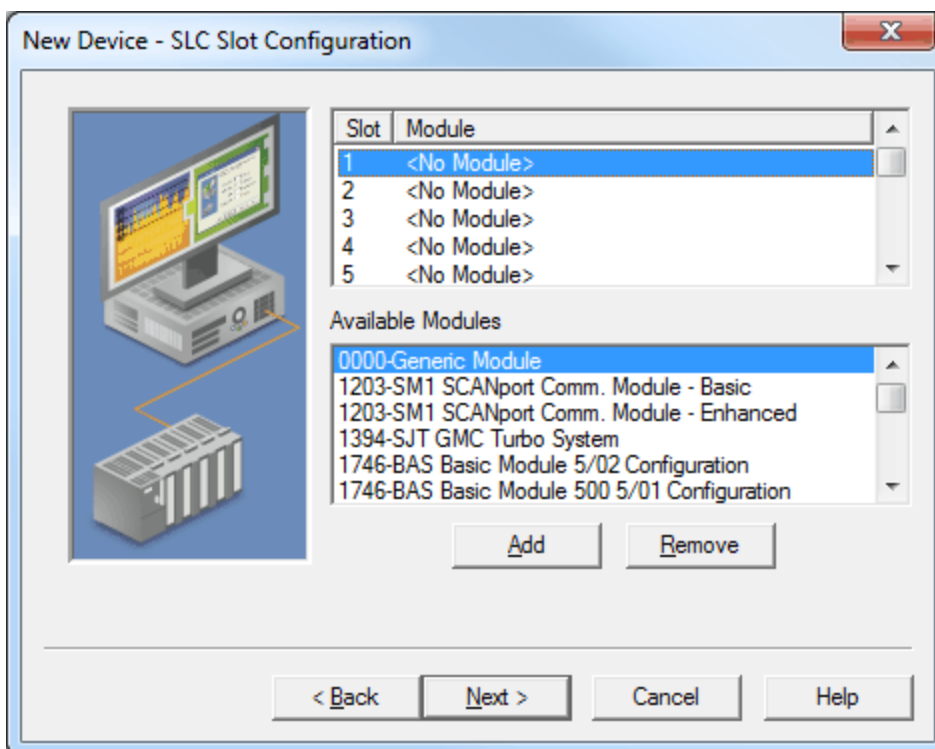 New Device - SLC Slot Configuration
Slot Module
1 <No Module>
2 <No Module>
3 <No Module>
4 <No Module>
5 <No Module>
Available Modules
0000-Generic Module
1203-SM1 SCANport Comm. Module - Basic
1203-SM1 SCANport Comm. Module - Enhanced
1394-SJT GMC Turbo System
1746-BAS Basic Module 5/02 Configuration
1746-BAS Basic Module 500 5/01 Configuration
Add Remove
< Back Next > Cancel Help